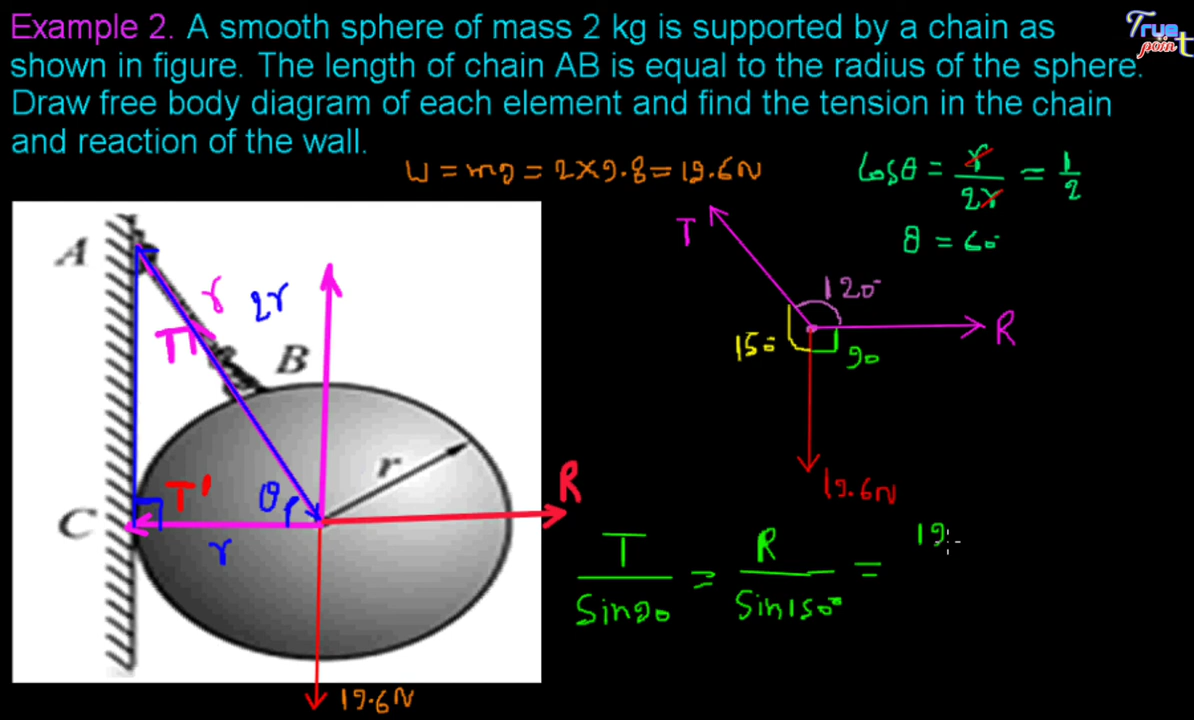 Example 2. A smooth sphere of mass 2 kg is supported by a chain as
True
point
shown in figure. The length of chain AB is equal to the radius of the sphere.
Draw free body diagram of each element and find the tension in the chain
and reaction of the wall.
W = mg = 2×9.8 = 19.6N
Cosθ = r/2r = 1/2
θ = 60°
A
r
2r
T
B
r
T'
θ
C
r
R
19.6N
T
120°
R
150
90
19.6N
T/Sin90 = R/Sin150° = 19.